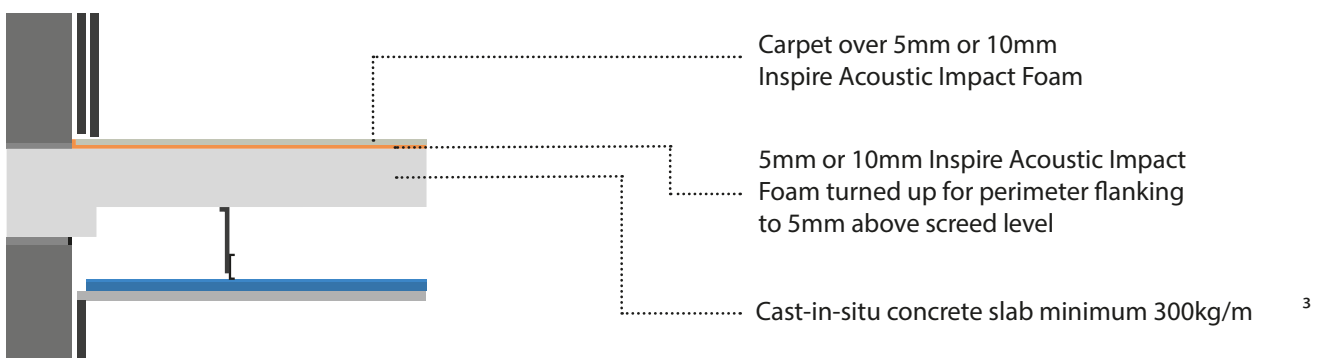 Carpet over 5mm or 10mm
Inspire Acoustic Impact Foam
5mm or 10mm Inspire Acoustic Impact
Foam turned up for perimeter flanking
to 5mm above screed level
Cast-in-situ concrete slab minimum 300kg/m ³